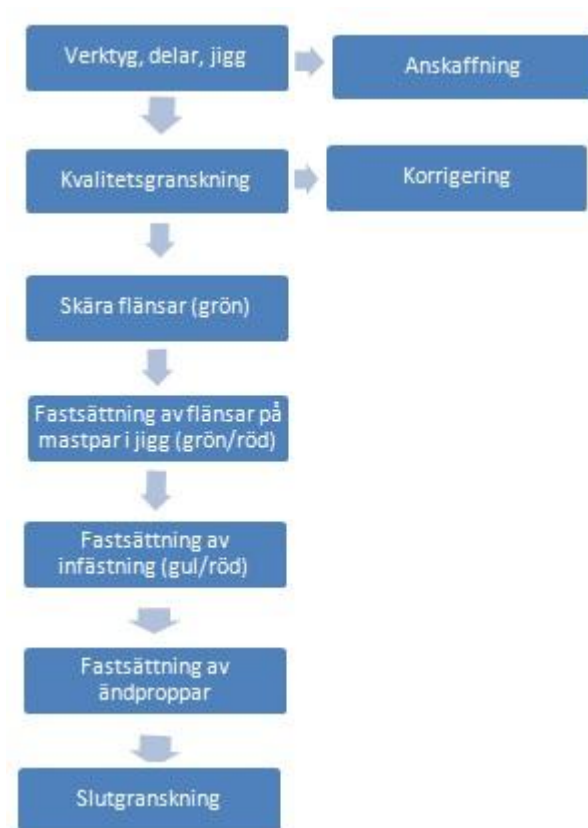 Verktyg, delar, jigg
Anskaffning
Kvalitetsgranskning
Korrigering
Skära flänsar (grön)
Fastsättning av flänsar på
mastpar i jigg (grön/röd)
Fastsättning av
infästning (gul/röd)
Fastsättning av
ändproppar
Slutgranskning